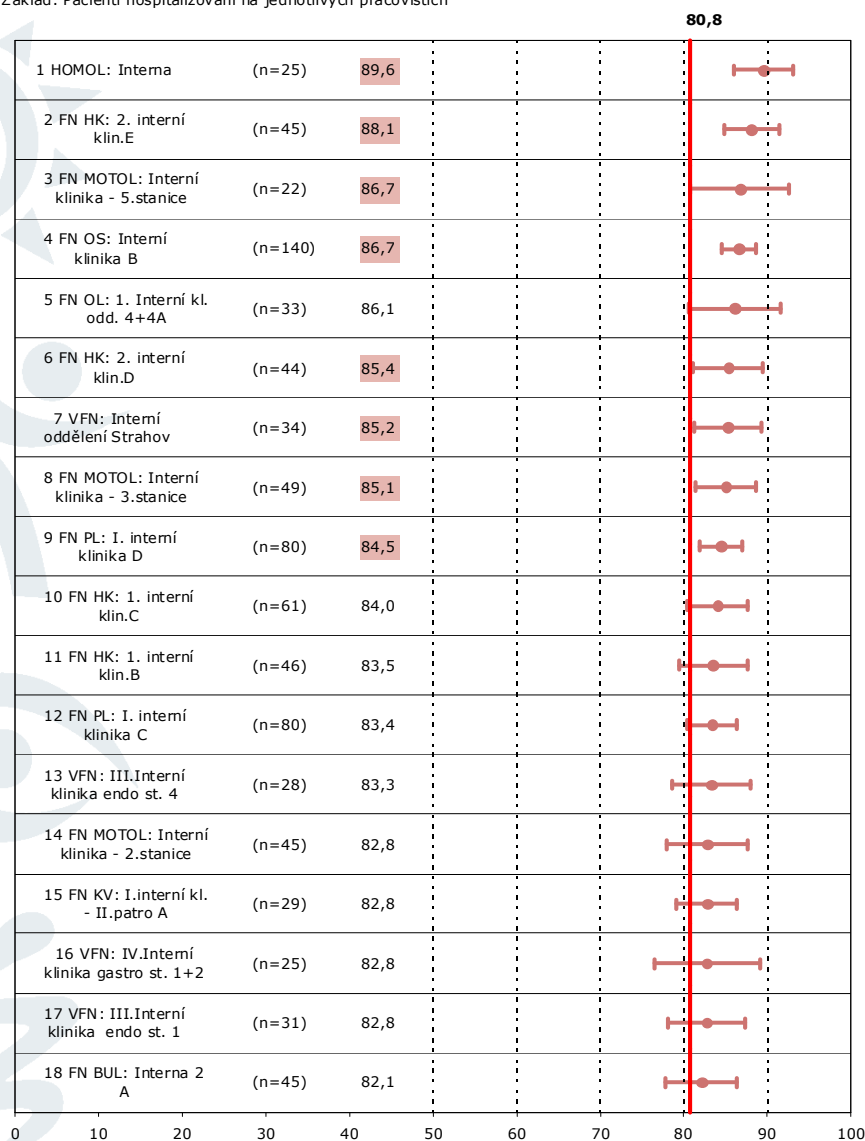 Základ: Pacienti hospitalizovaní na jednotlivých pracovištích
80,8
1 HOMOL: Interna (n=25) 89,6
2 FN HK: 2. interní
klin.E (n=45) 88,1
3 FN MOTOL: Interní
klinika - 5.stanice (n=22) 86,7
4 FN OS: Interní
klinika B (n=140) 86,7
5 FN OL: 1. Interní kl.
odd. 4+4A (n=33) 86,1
6 FN HK: 2. interní
klin.D (n=44) 85,4
7 VFN: Interní
oddělení Strahov (n=34) 85,2
8 FN MOTOL: Interní
klinika - 3.stanice (n=49) 85,1
9 FN PL: I. interní
klinika D (n=80) 84,5
10 FN HK: 1. interní
klin.C (n=61) 84,0
11 FN HK: 1. interní
klin.B (n=46) 83,5
12 FN PL: I. interní
klinika C (n=80) 83,4
13 VFN: III.Interní
klinika endo st. 4 (n=28) 83,3
14 FN MOTOL: Interní
klinika - 2.stanice (n=45) 82,8
15 FN KV: I.interní kl.
- II.patro A (n=29) 82,8
16 VFN: IV.Interní
klinika gastro st. 1+2 (n=25) 82,8
17 VFN: III.Interní
klinika endo st. 1 (n=31) 82,8
18 FN BUL: Interna 2
A (n=45) 82,1
0 10 20 30 40 50 60 70 80 90 100